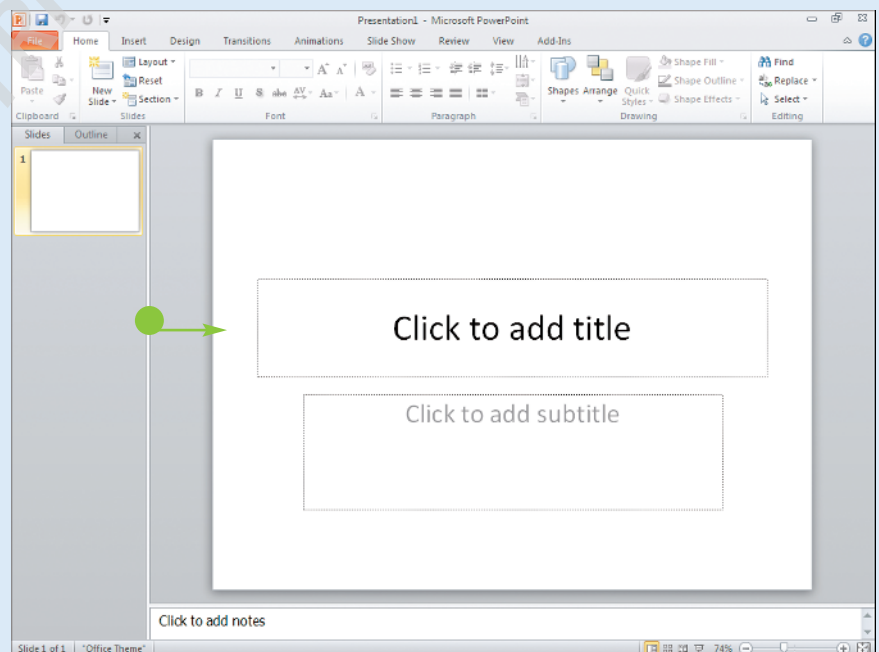 Presentation1 - Microsoft PowerPoint
File Home Insert Design Transitions Animations Slide Show Review View Add-Ins
Paste
New Slide
Layout
Reset
Section
B I U S abc AV Aa A
A A
Shapes Arrange Quick Styles
Shape Fill
Shape Outline
Shape Effects
Find
Replace
Select
Clipboard Slides Font Paragraph Drawing Editing
Slides Outline
1
Click to add title
Click to add subtitle
Click to add notes
Slide 1 of 1 "Office Theme" 74%